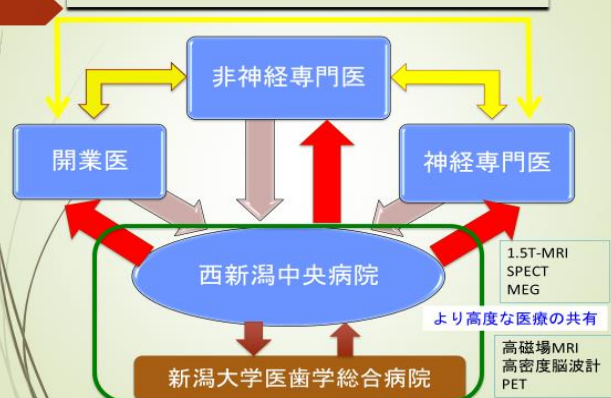 非神経専門医
開業医
神経専門医
西新潟中央病院
1.5T-MRI
SPECT
MEG
より高度な医療の共有
高磁場MRI
高密度脳波計
PET
新潟大学医歯学総合病院